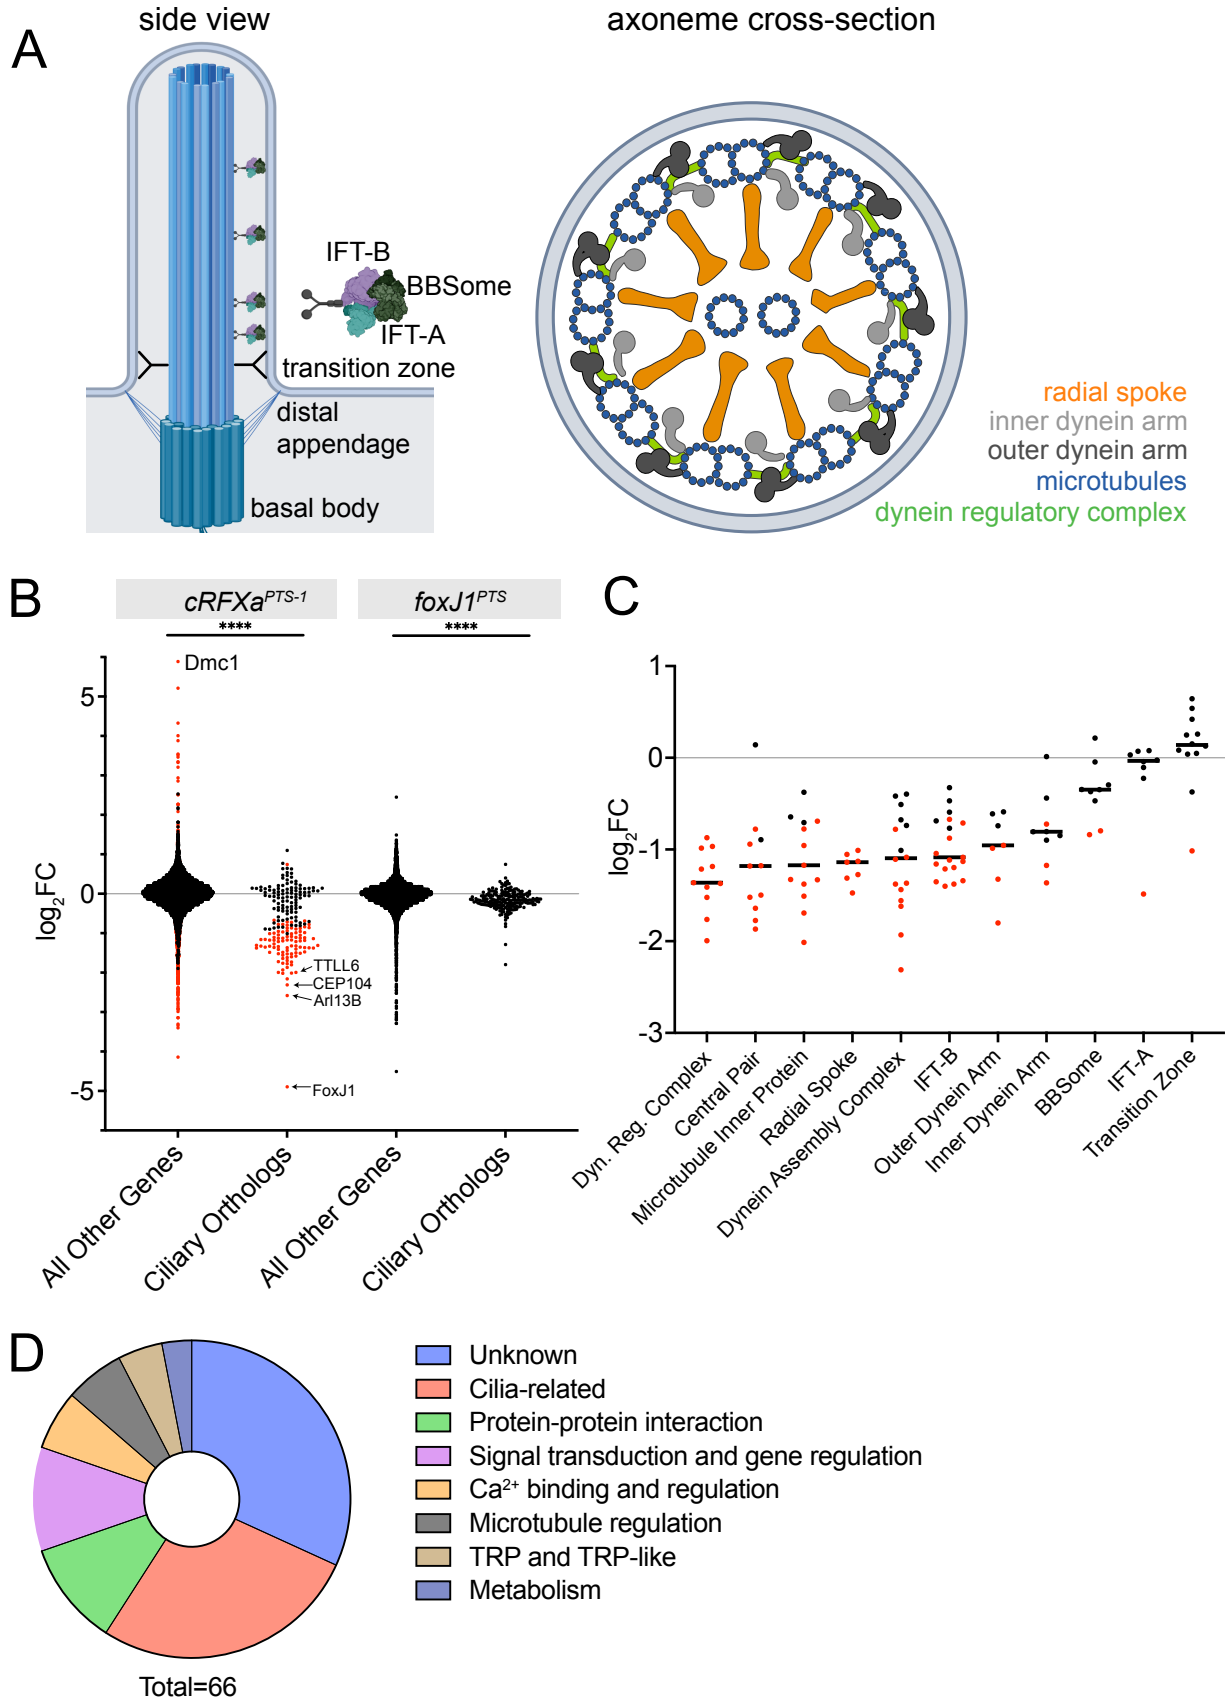 A
side view
axoneme cross-section
IFT-B
BBSome
IFT-A
transition zone
distal
appendage
basal body
radial spoke
inner dynein arm
outer dynein arm
microtubules
dynein regulatory complex
B
cRFXa^PTS-1
foxJ1^PTS
****
****
Dmc1
5
0
-5
log₂FC
TTLL6
CEP104
Arl13B
FoxJ1
All Other Genes
Ciliary Orthologs
All Other Genes
Ciliary Orthologs
C
1
0
-1
-2
-3
log₂FC
Dyn. Reg. Complex
Central Pair
Microtubule Inner Protein
Radial Spoke
Dynein Assembly Complex
IFT-B
Outer Dynein Arm
Inner Dynein Arm
BBSome
IFT-A
Transition Zone
D
Unknown
Cilia-related
Protein-protein interaction
Signal transduction and gene regulation
Ca²⁺ binding and regulation
Microtubule regulation
TRP and TRP-like
Metabolism
Total=66